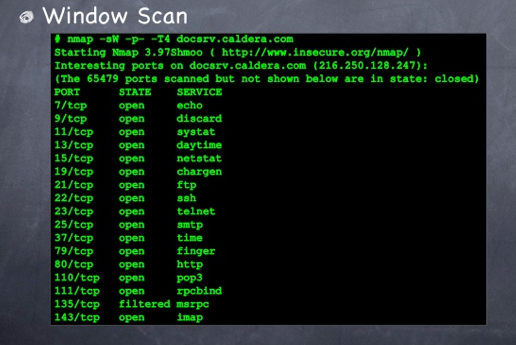 Window Scan
# nmap -sW -p- -T4 docsrv.caldera.com
Starting Nmap 3.97Shmoo ( http://www.insecure.org/nmap/ )
Interesting ports on docsrv.caldera.com (216.250.128.247):
(The 65479 ports scanned but not shown below are in state: closed)
PORT STATE SERVICE
7/tcp open echo
9/tcp open discard
11/tcp open systat
13/tcp open daytime
15/tcp open netstat
19/tcp open chargen
21/tcp open ftp
22/tcp open ssh
23/tcp open telnet
25/tcp open smtp
37/tcp open time
79/tcp open finger
80/tcp open http
110/tcp open pop3
111/tcp open rpcbind
135/tcp filtered msrpc
143/tcp open imap